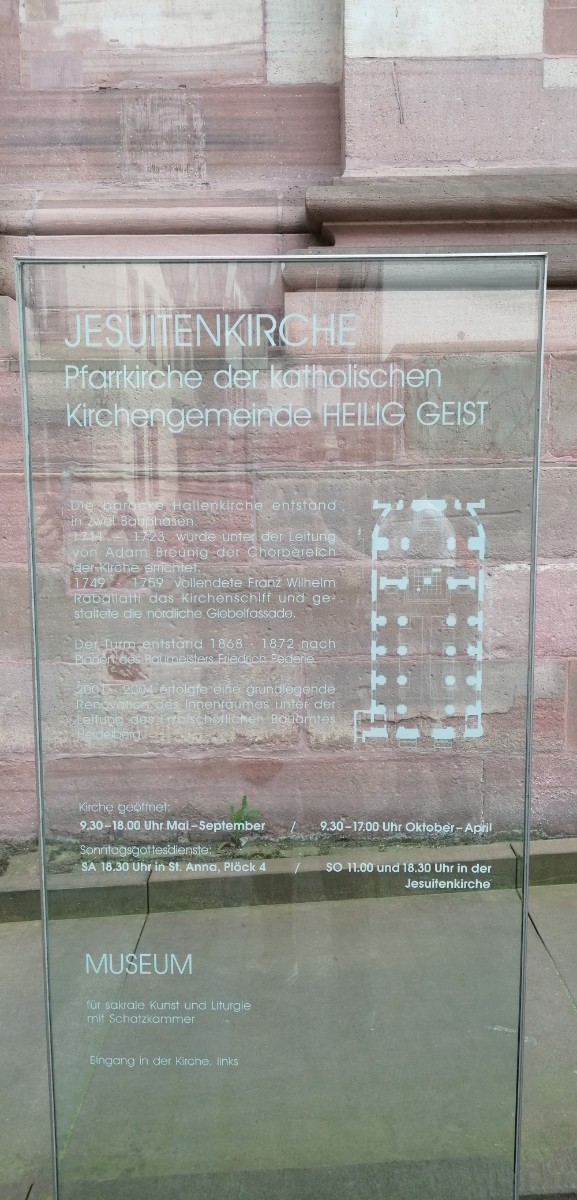 JESUITENKIRCHE
Pfarrkirche der katholischen
Kirchengemeinde HEILIG GEIST
Die barocke Hallenkirche entstand
in zwei Bauphasen.
1711 - 1723 wurde unter der Leitung
von Adam Breunig der Chorbereich
der Kirche errichtet.
1749 - 1759 vollendete Franz Wilhelm
Rabaliatti das Kirchenschiff und ge-
staltete die nördliche Giebelfassade.
Der Turm entstand 1868 - 1872 nach
Plänen des Baumeisters Friedrich Federle.
2001 - 2004 erfolgte eine grundlegende
Renovation des Innenraumes unter der
Leitung des Erzbischöflichen Bauamtes
Heidelberg.
Kirche geöffnet:
9.30–18.00 Uhr Mai–September / 9.30–17.00 Uhr Oktober–April
Sonntagsgottesdienste:
SA 18.30 Uhr in St. Anna, Plöck 4 / SO 11.00 und 18.30 Uhr in der
Jesuitenkirche
MUSEUM
für sakrale Kunst und Liturgie
mit Schatzkammer
Eingang in der Kirche, links